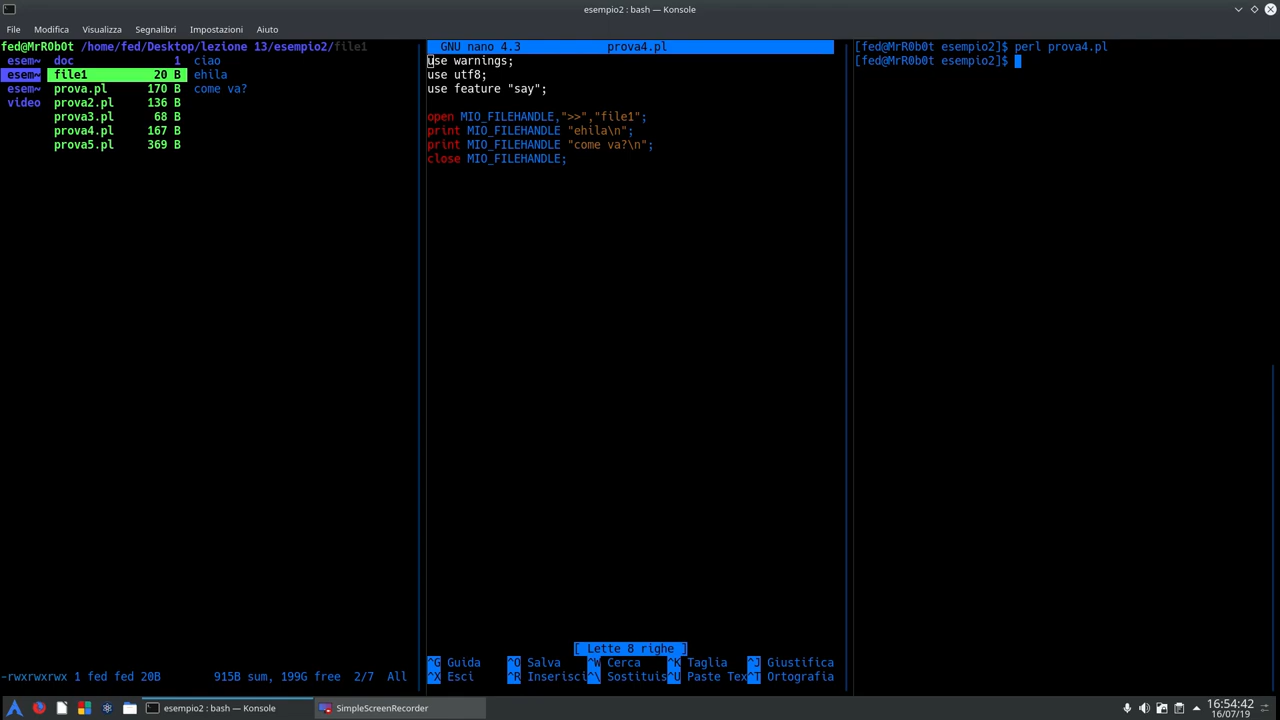 esempio2 : bash — Konsole
File Modifica Visualizza Segnalibri Impostazioni Aiuto
fed@MrR0b0t /home/fed/Desktop/lezione 13/esempio2/file1
esem~ doc 1 ciao
esem~ file1 20 B ehila
esem~ prova.pl 170 B come va?
video prova2.pl 136 B
prova3.pl 68 B
prova4.pl 167 B
prova5.pl 369 B
-rwxrwxrwx 1 fed fed 20B 915B sum, 199G free 2/7 All
GNU nano 4.3 prova4.pl
use warnings;
use utf8;
use feature "say";
open MIO_FILEHANDLE,">>","file1";
print MIO_FILEHANDLE "ehila\n";
print MIO_FILEHANDLE "come va?\n";
close MIO_FILEHANDLE;
[ Lette 8 righe ]
^G Guida ^O Salva ^W Cerca ^K Taglia ^J Giustifica
^X Esci ^R Inserisci^\ Sostituis^U Paste Tex^T Ortografia
[fed@MrR0b0t esempio2]$ perl prova4.pl
[fed@MrR0b0t esempio2]$
esempio2 : bash — Konsole
SimpleScreenRecorder
16:54:42
16/07/19